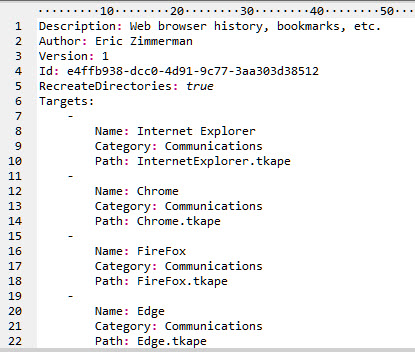 10 20 30 40 50
1 Description: Web browser history, bookmarks, etc.
2 Author: Eric Zimmerman
3 Version: 1
4 Id: e4ffb938-dcc0-4d91-9c77-3aa303d38512
5 RecreateDirectories: true
6 Targets:
7     -
8         Name: Internet Explorer
9         Category: Communications
10         Path: InternetExplorer.tkape
11     -
12         Name: Chrome
13         Category: Communications
14         Path: Chrome.tkape
15     -
16         Name: FireFox
17         Category: Communications
18         Path: FireFox.tkape
19     -
20         Name: Edge
21         Category: Communications
22         Path: Edge.tkape